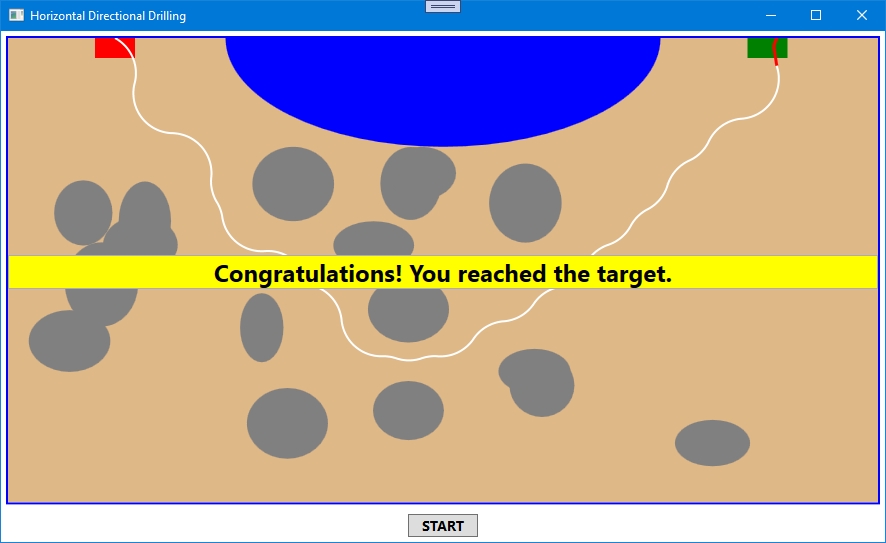 Horizontal Directional Drilling
Congratulations! You reached the target.
START